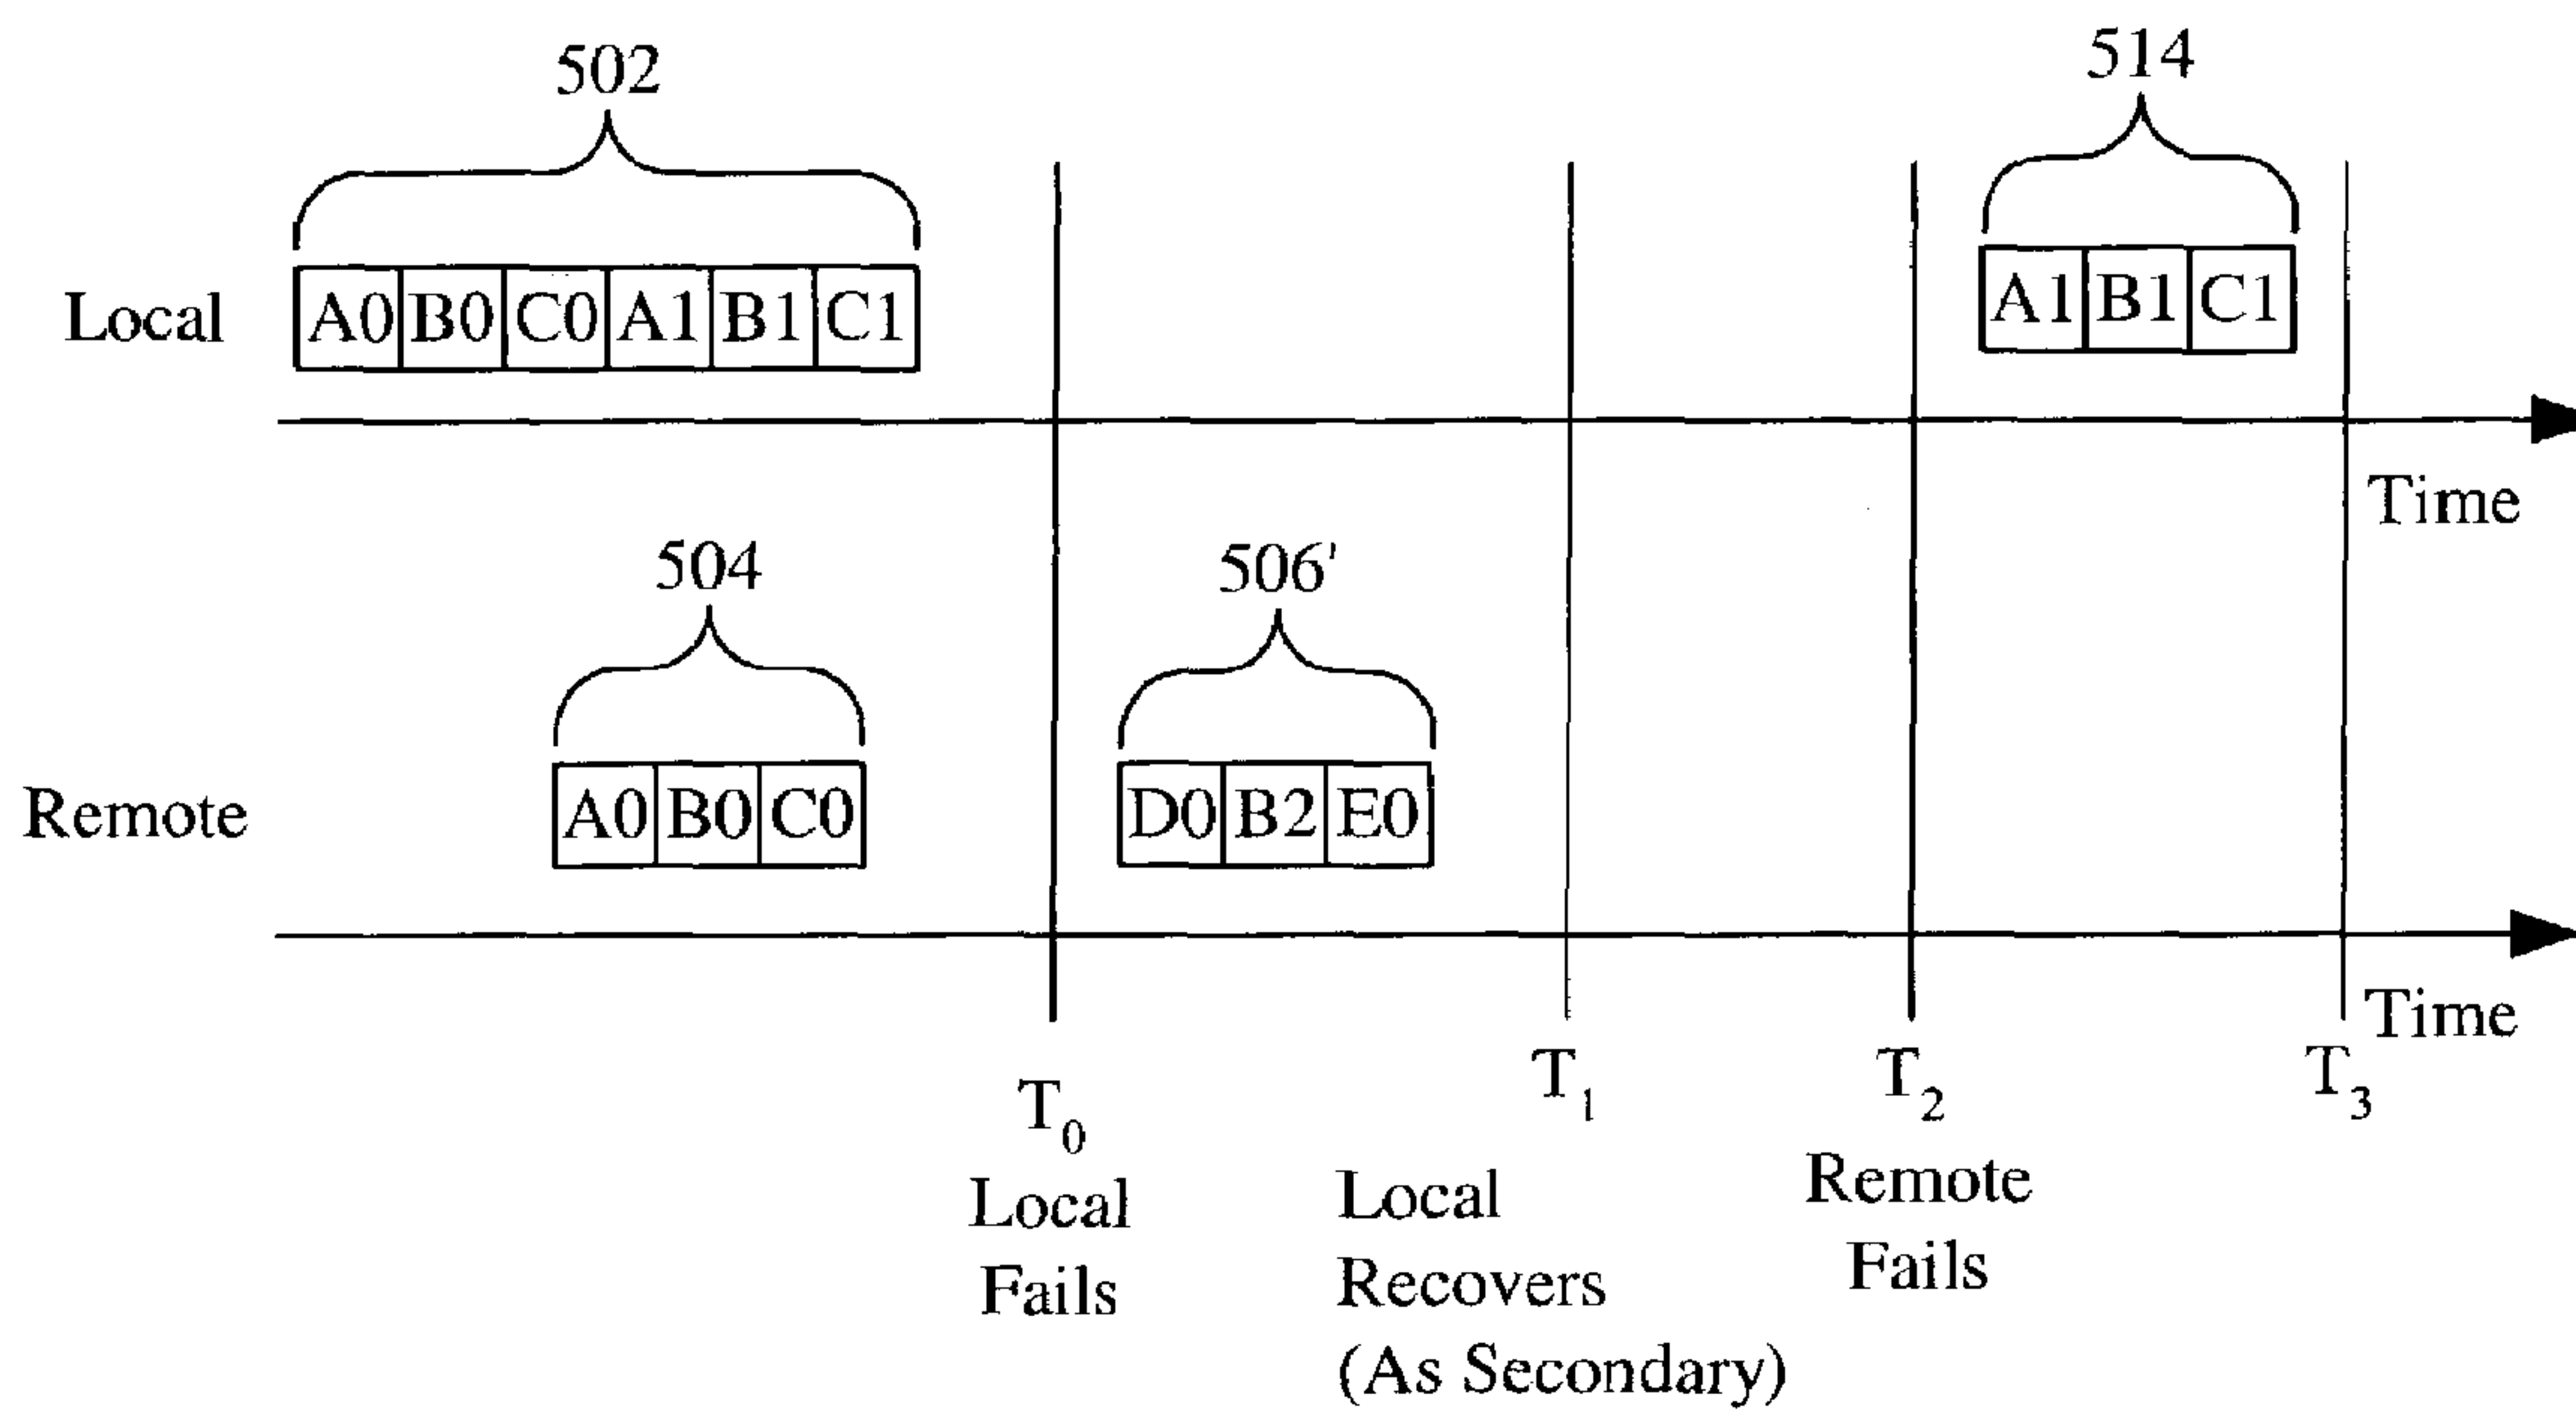 502
514
Local
A0 B0 C0 A1 B1 C1
A1 B1 C1
Time
504
506'
Remote
A0 B0 C0
D0 B2 E0
Time
T0
Local
Fails
T1
Local
Recovers
(As Secondary)
T2
Remote
Fails
T3